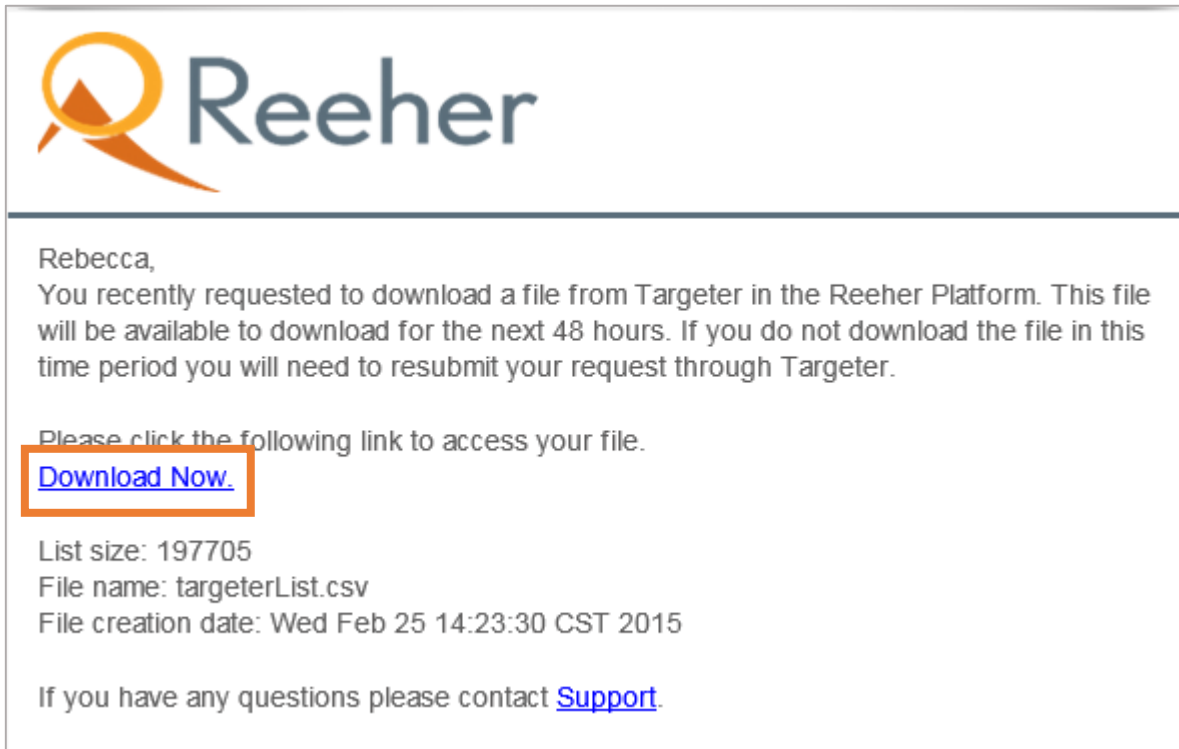 Reeher
Rebecca,
You recently requested to download a file from Targeter in the Reeher Platform. This file
will be available to download for the next 48 hours. If you do not download the file in this
time period you will need to resubmit your request through Targeter.
Please click the following link to access your file.
Download Now.
List size: 197705
File name: targeterList.csv
File creation date: Wed Feb 25 14:23:30 CST 2015
If you have any questions please contact Support.